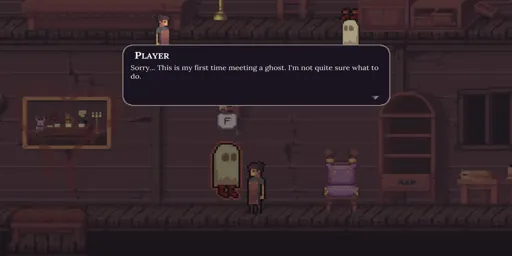 PLAYER
Sorry... This is my first time meeting a ghost. I'm not quite sure what to
do.
F